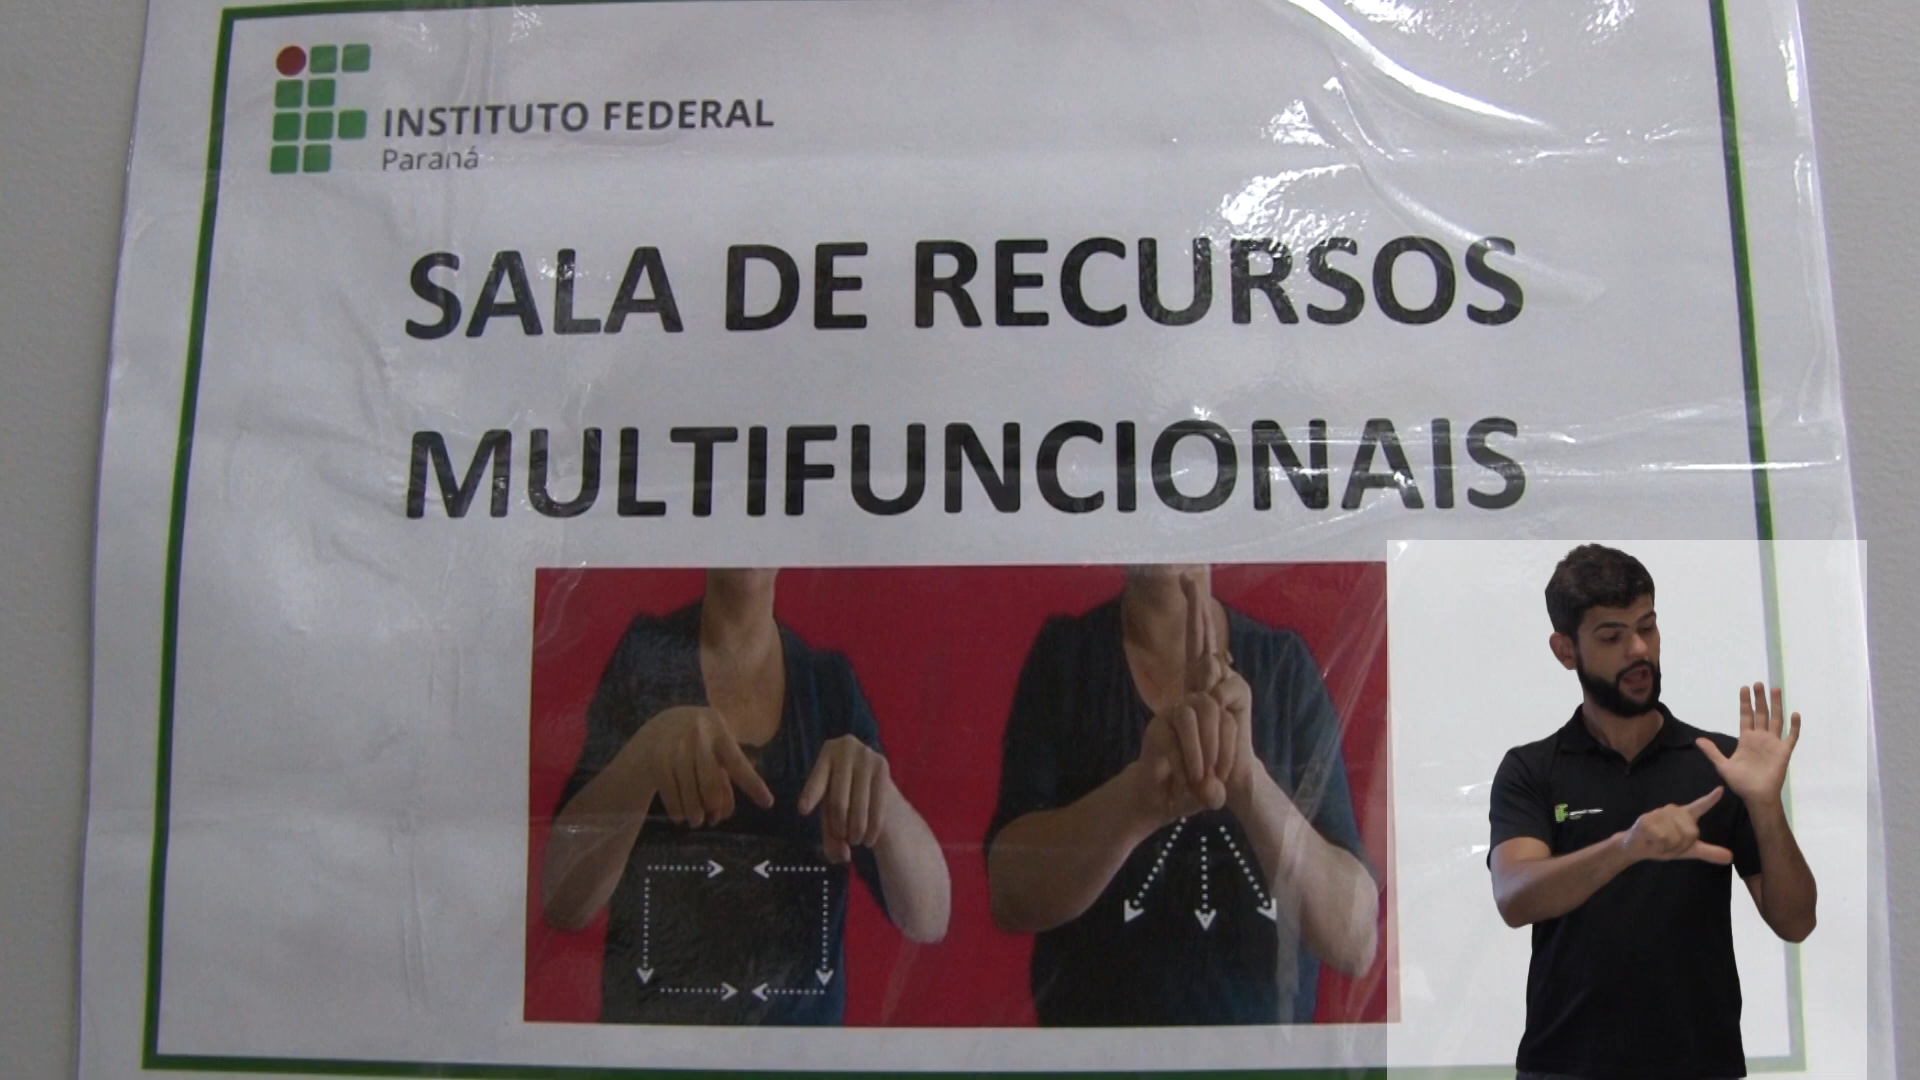 INSTITUTO FEDERAL
Paraná
SALA DE RECURSOS
MULTIFUNCIONAIS